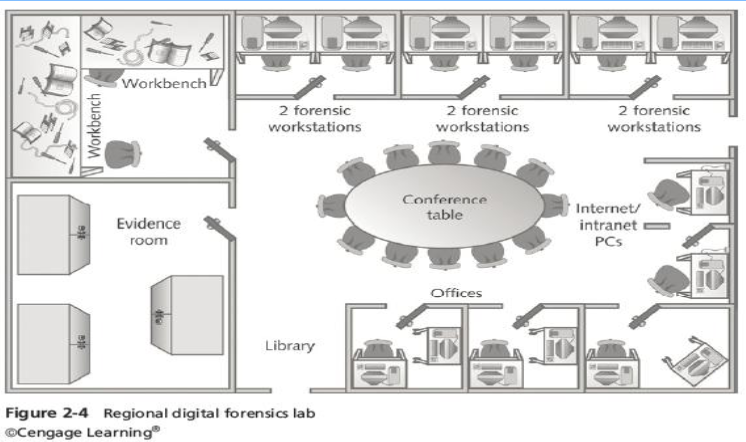 Workbench
Workbench
2 forensic
workstations
2 forensic
workstations
2 forensic
workstations
Conference
table
Internet/
intranet
PCs
Evidence
room
Offices
Library
Figure 2-4 Regional digital forensics lab
©Cengage Learning®